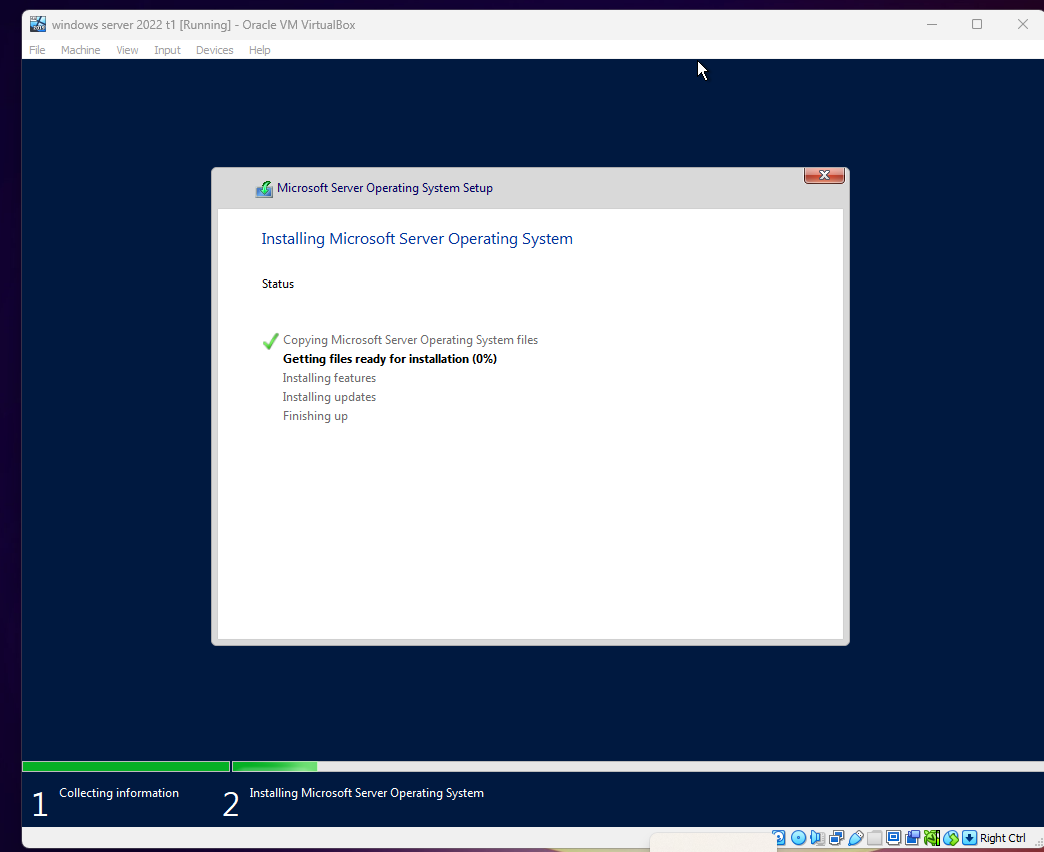 windows server 2022 t1 [Running] - Oracle VM VirtualBox
File Machine View Input Devices Help
Microsoft Server Operating System Setup
Installing Microsoft Server Operating System
Status
Copying Microsoft Server Operating System files
Getting files ready for installation (0%)
Installing features
Installing updates
Finishing up
1 Collecting information 2 Installing Microsoft Server Operating System
Right Ctrl